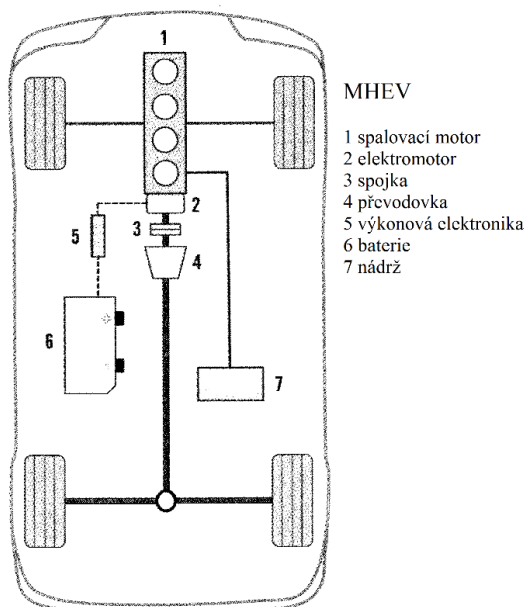 1
MHEV
1 spalovací motor
2 elektromotor
3 spojka
4 převodovka
5 výkonová elektronika
6 baterie
7 nádrž
2
3
5
4
6
7